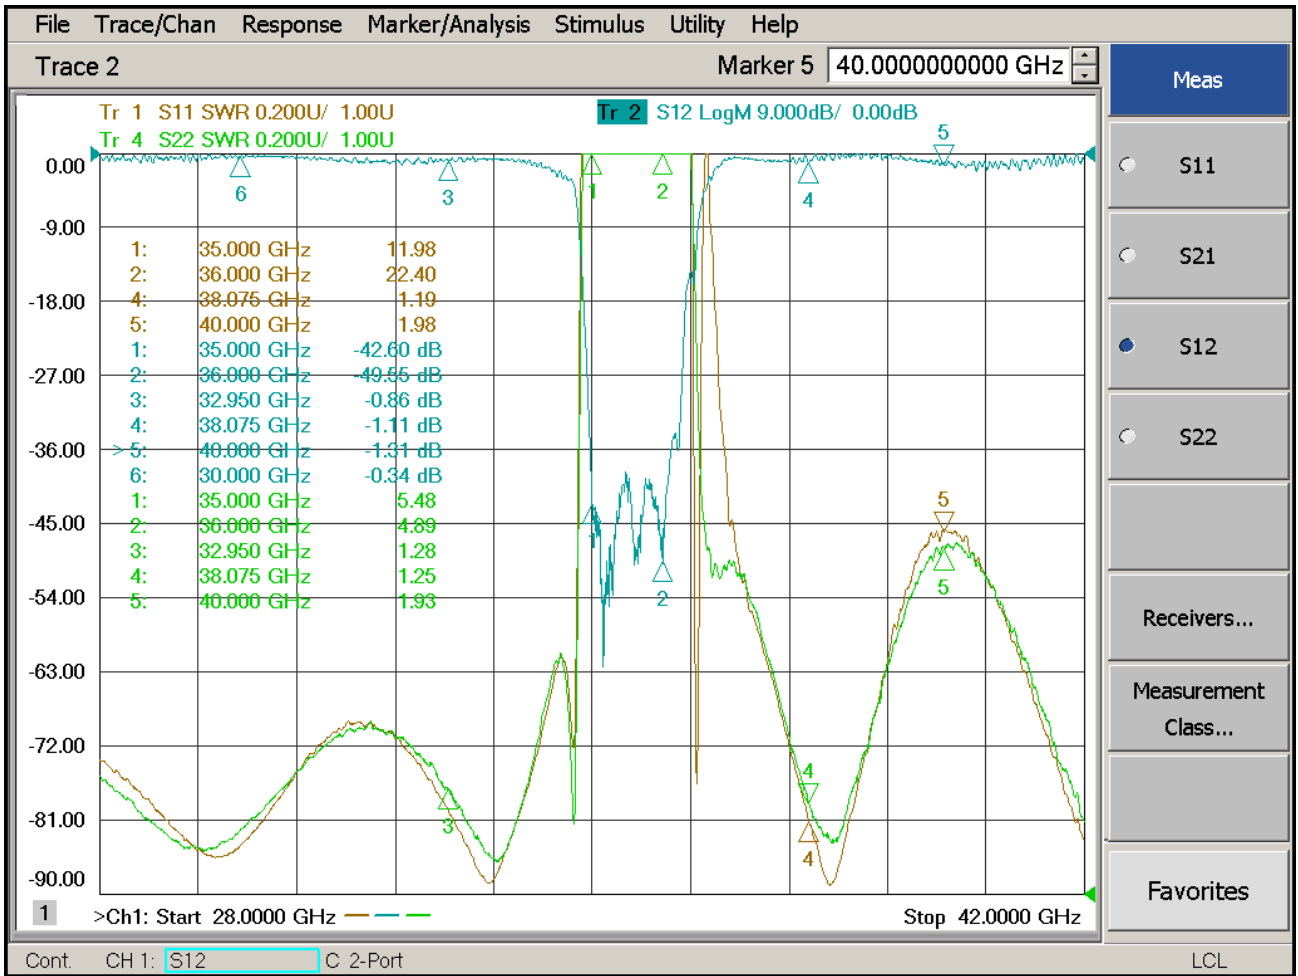 File Trace/Chan Response Marker/Analysis Stimulus Utility Help
Trace 2
Marker 5 40.0000000000 GHz
Meas
S11
S21
S12
S22
Receivers...
Measurement
Class...
Favorites
Tr 1 S11 SWR 0.200U/ 1.00U
Tr 2 S12 LogM 9.000dB/ 0.00dB
Tr 4 S22 SWR 0.200U/ 1.00U
0.00
-9.00
-18.00
-27.00
-36.00
-45.00
-54.00
-63.00
-72.00
-81.00
-90.00
1: 35.000 GHz 11.98
2: 36.000 GHz 22.40
4: 38.075 GHz 1.19
5: 40.000 GHz 1.98
1: 35.000 GHz -42.60 dB
2: 36.000 GHz -49.55 dB
3: 32.950 GHz -0.86 dB
4: 38.075 GHz -1.11 dB
> 5: 40.000 GHz -1.31 dB
6: 30.000 GHz -0.34 dB
1: 35.000 GHz 5.48
2: 36.000 GHz 4.89
3: 32.950 GHz 1.28
4: 38.075 GHz 1.25
5: 40.000 GHz 1.93
6
3
1
2
4
5
2
5
5
3
4
4
1 >Ch1: Start 28.0000 GHz
Stop 42.0000 GHz
Cont. CH 1: S12 C 2-Port LCL